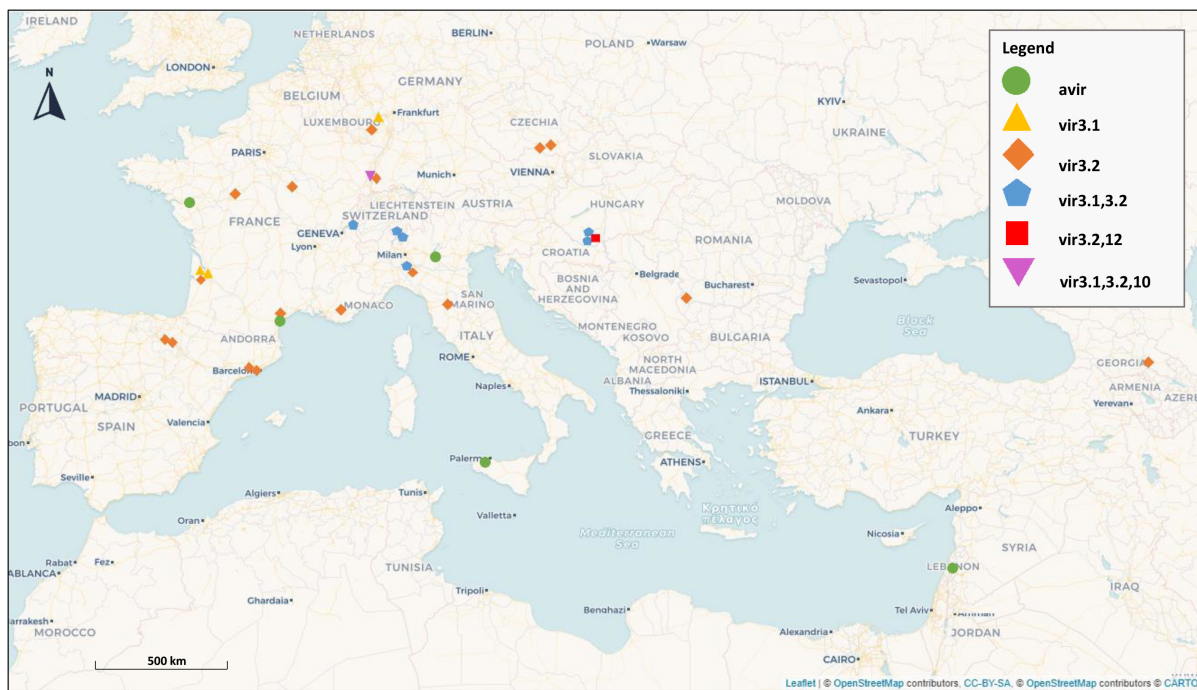 IRELAND
NETHERLANDS
BERLIN
POLAND
Warsaw
LONDON
GERMANY
BELGIUM
LUXEMBOURG
Frankfurt
CZECHIA
KYIV
UKRAINE
PARIS
SLOVAKIA
Munich
VIENNA
LIECHTENSTEIN
AUSTRIA
HUNGARY
MOLDOVA
FRANCE
SWITZERLAND
GENEVA
Lyon
Milan
CROATIA
ROMANIA
BOSNIA
AND
HERZEGOVINA
Belgrade
Bucharest
Sevastopol
MONACO
SAN
MARINO
MONTENEGRO
KOSOVO
BULGARIA
Black
Sea
ANDORRA
ITALY
ROME
NORTH
MACEDONIA
ALBANIA
Barcelona
Naples
Thessaloniki
ISTANBUL
GEORGIA
ARMENIA
Yerevan
MADRID
PORTUGAL
SPAIN
Valencia
Ankara
TURKEY
GREECE
ATHENS
Palermo
Seville
Algiers
Tunis
Oran
Valletta
Κρητικό
πέλαγος
Mediterranean
Sea
Nicosia
Aleppo
SYRIA
LEBANON
IRAQ
Rabat
Fez
TUNISIA
Tripoli
Benghazi
Ghardaia
Tel Aviv
Amman
JORDAN
Alexandria
CAIRO
MOROCCO
N
500 km
Legend
avir
vir3.1
vir3.2
vir3.1,3.2
vir3.2,12
vir3.1,3.2,10
Leaflet | © OpenStreetMap contributors, CC-BY-SA, © OpenStreetMap contributors © CARTO